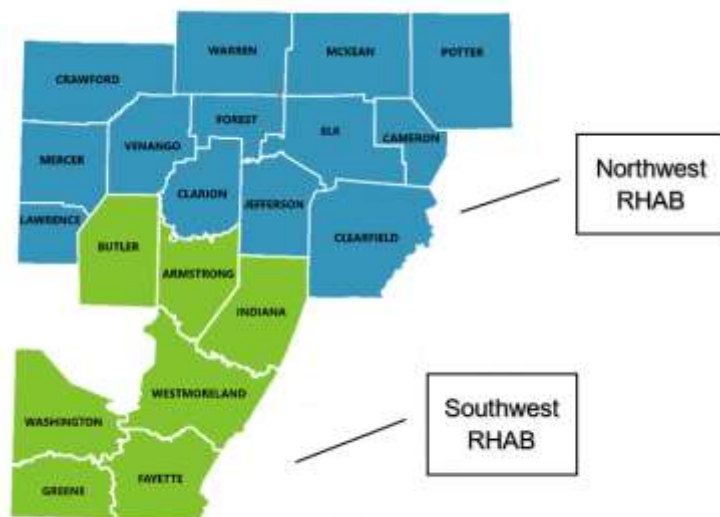 WARREN
MCKEAN
POTTER
CRAWFORD
FOREST
ELK
CAMERON
VENANGO
MERCER
CLARION
JEFFERSON
LAWRENCE
CLEARFIELD
BUTLER
ARMSTRONG
INDIANA
WESTMORELAND
WASHINGTON
FAYETTE
GREENE
Northwest
RHAB
Southwest
RHAB